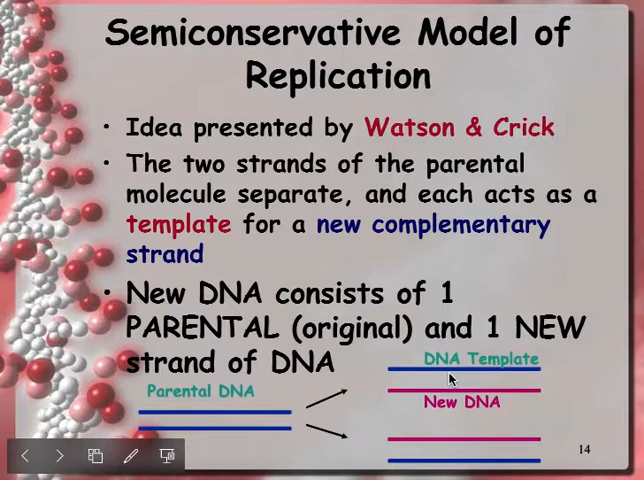 Semiconservative Model of
Replication
• Idea presented by Watson & Crick
• The two strands of the parental
molecule separate, and each acts as a
template for a new complementary
strand
• New DNA consists of 1
PARENTAL (original) and 1 NEW
strand of DNA
DNA Template
Parental DNA
New DNA
14